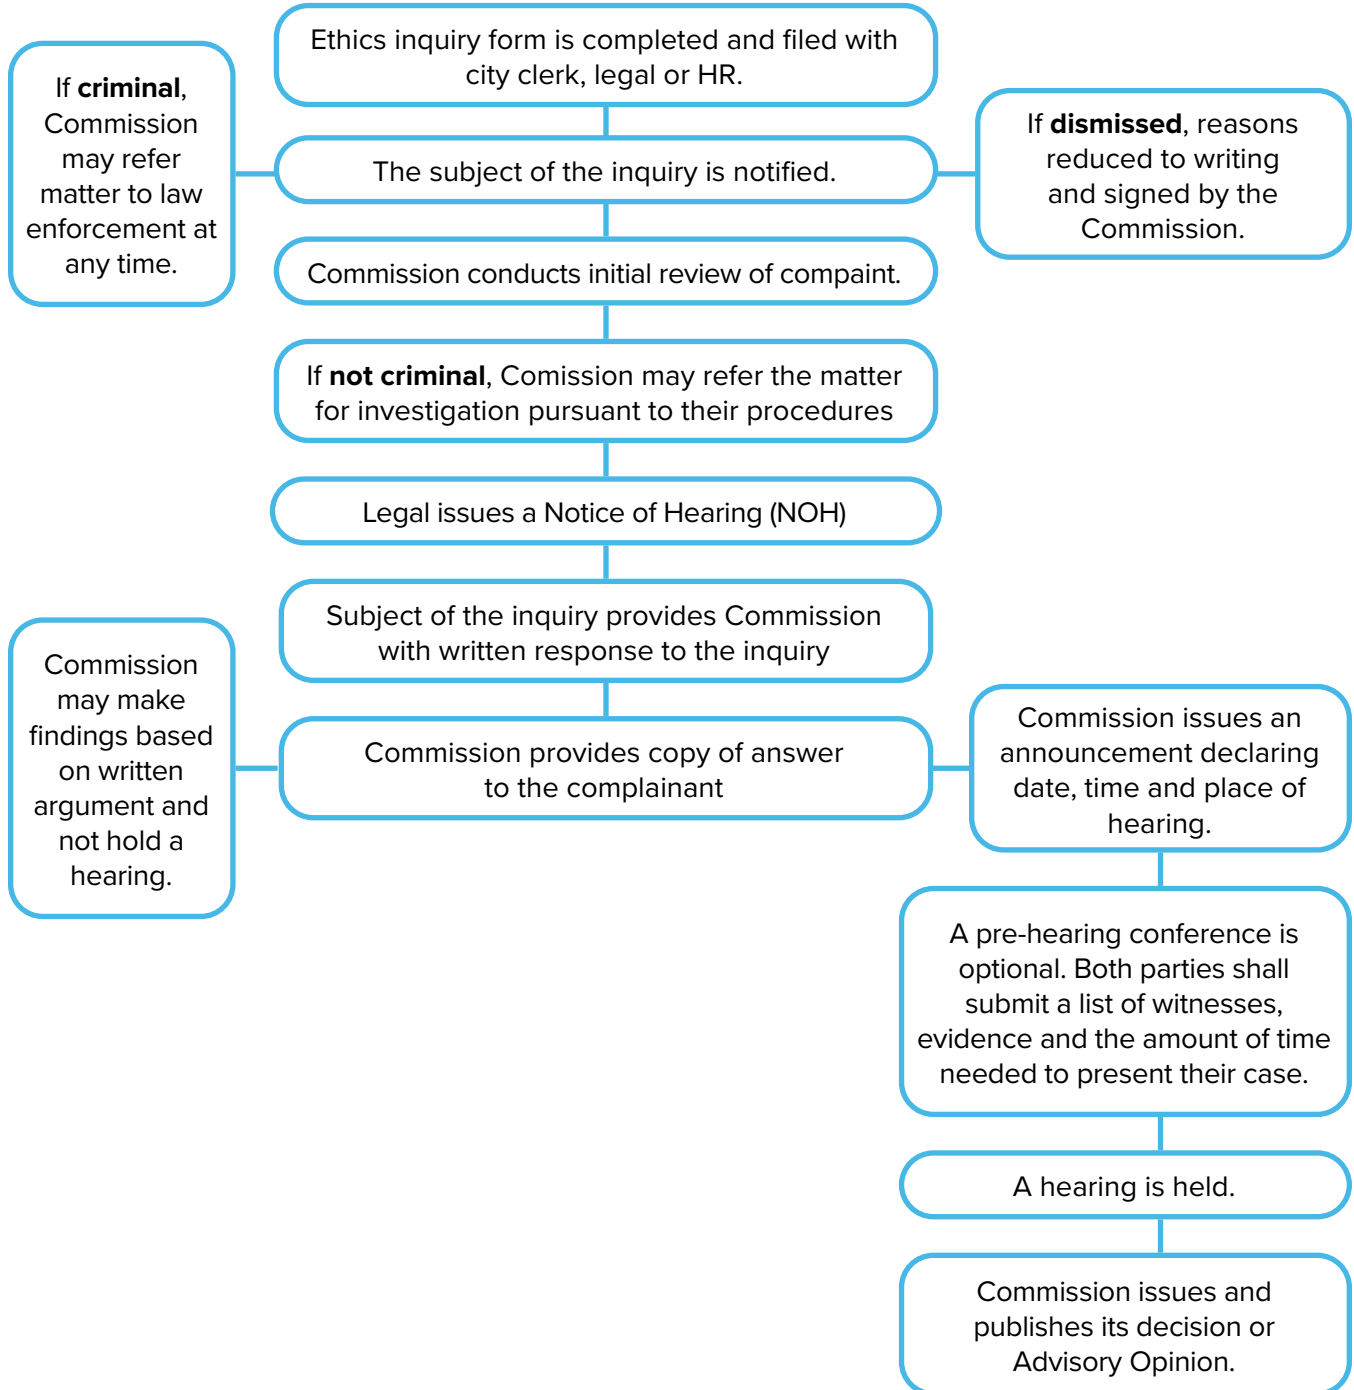 Ethics inquiry form is completed and filed with
city clerk, legal or HR.
If criminal,
Commission
may refer
matter to law
enforcement at
any time.
The subject of the inquiry is notified.
If dismissed, reasons
reduced to writing
and signed by the
Commission.
Commission conducts initial review of compaint.
If not criminal, Comission may refer the matter
for investigation pursuant to their procedures
Legal issues a Notice of Hearing (NOH)
Subject of the inquiry provides Commission
with written response to the inquiry
Commission provides copy of answer
to the complainant
Commission
may make
findings based
on written
argument and
not hold a
hearing.
Commission issues an
announcement declaring
date, time and place of
hearing.
A pre-hearing conference is
optional. Both parties shall
submit a list of witnesses,
evidence and the amount of time
needed to present their case.
A hearing is held.
Commission issues and
publishes its decision or
Advisory Opinion.